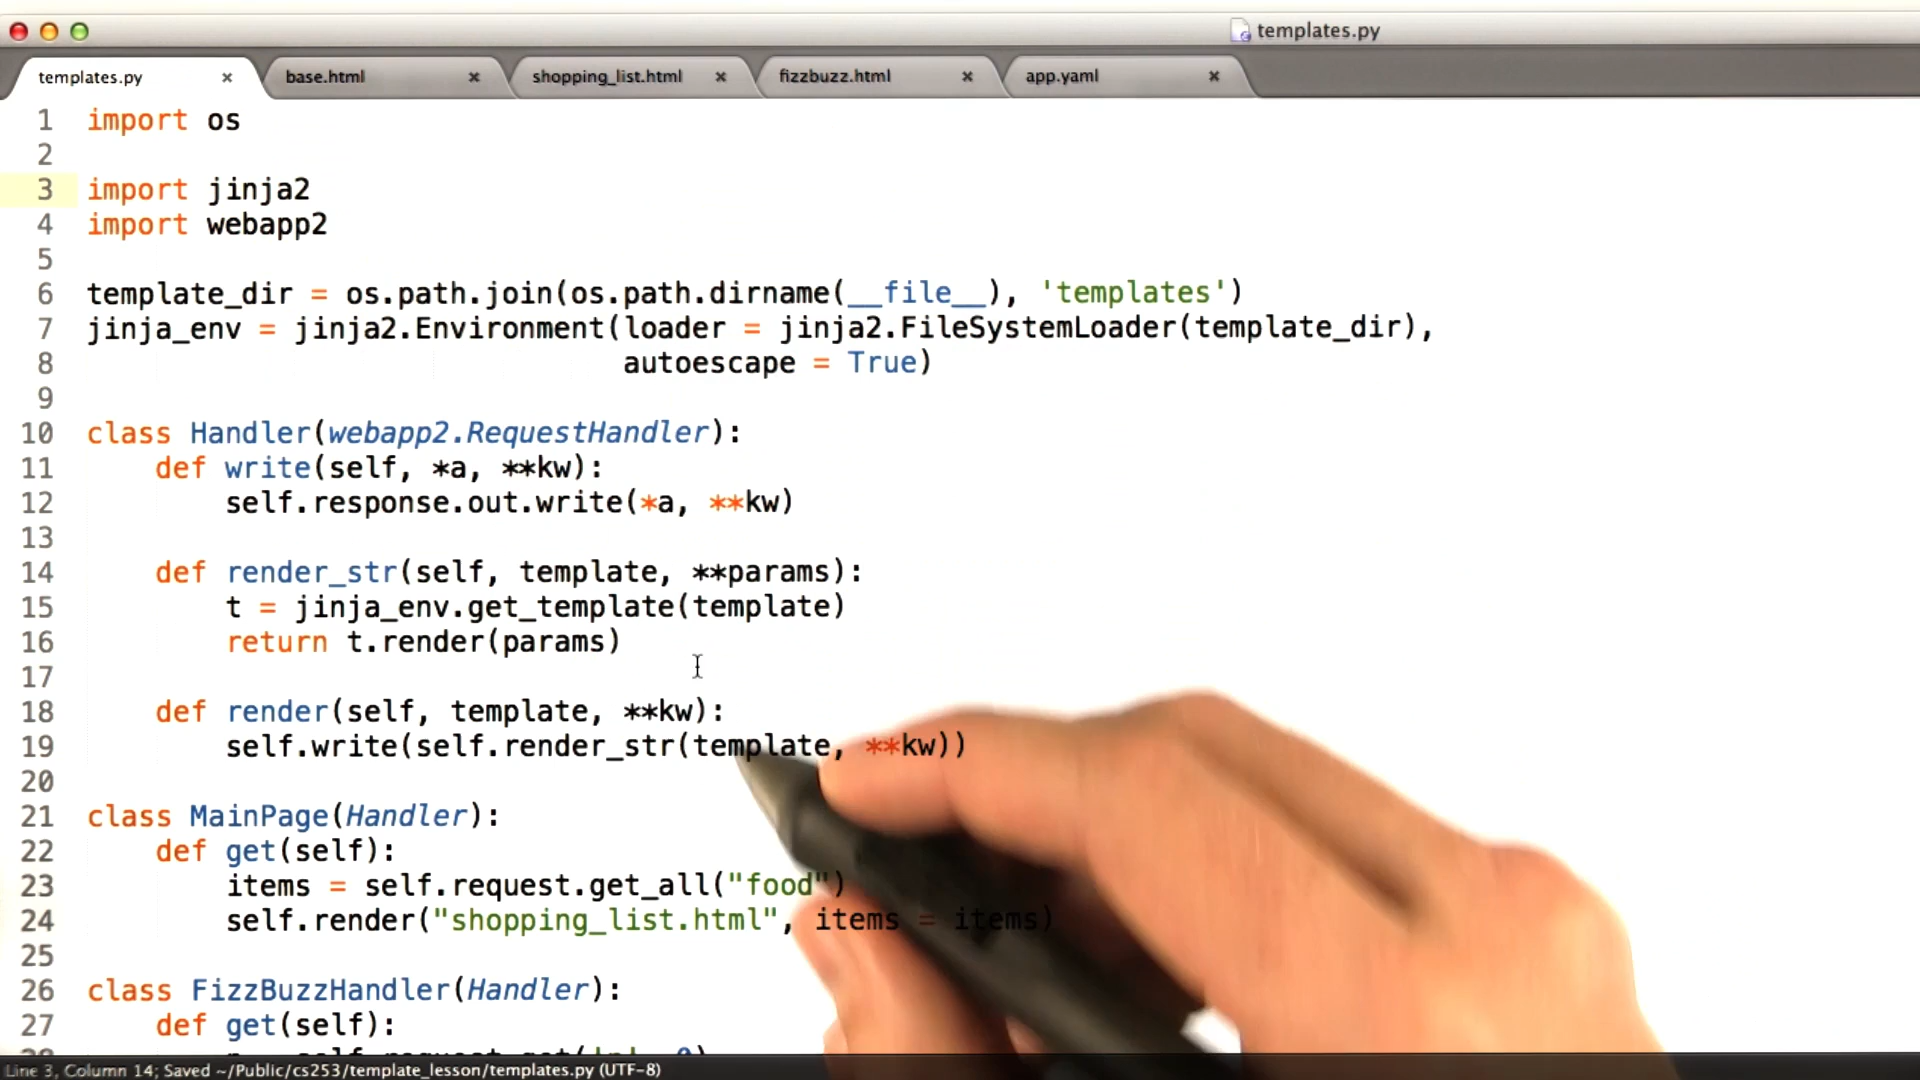 templates.py
templates.py
base.html
shopping_list.html
fizzbuzz.html
app.yaml
1 import os
2
3 import jinja2
4 import webapp2
5
6 template_dir = os.path.join(os.path.dirname(__file__), 'templates')
7 jinja_env = jinja2.Environment(loader = jinja2.FileSystemLoader(template_dir),
8 autoescape = True)
9
10 class Handler(webapp2.RequestHandler):
11 def write(self, *a, **kw):
12 self.response.out.write(*a, **kw)
13
14 def render_str(self, template, **params):
15 t = jinja_env.get_template(template)
16 return t.render(params)
17
18 def render(self, template, **kw):
19 self.write(self.render_str(template, **kw))
20
21 class MainPage(Handler):
22 def get(self):
23 items = self.request.get_all("food")
24 self.render("shopping_list.html", items = items)
25
26 class FizzBuzzHandler(Handler):
27 def get(self):
Line 3, Column 14; Saved ~/Public/cs253/template_lesson/templates.py (UTF-8)